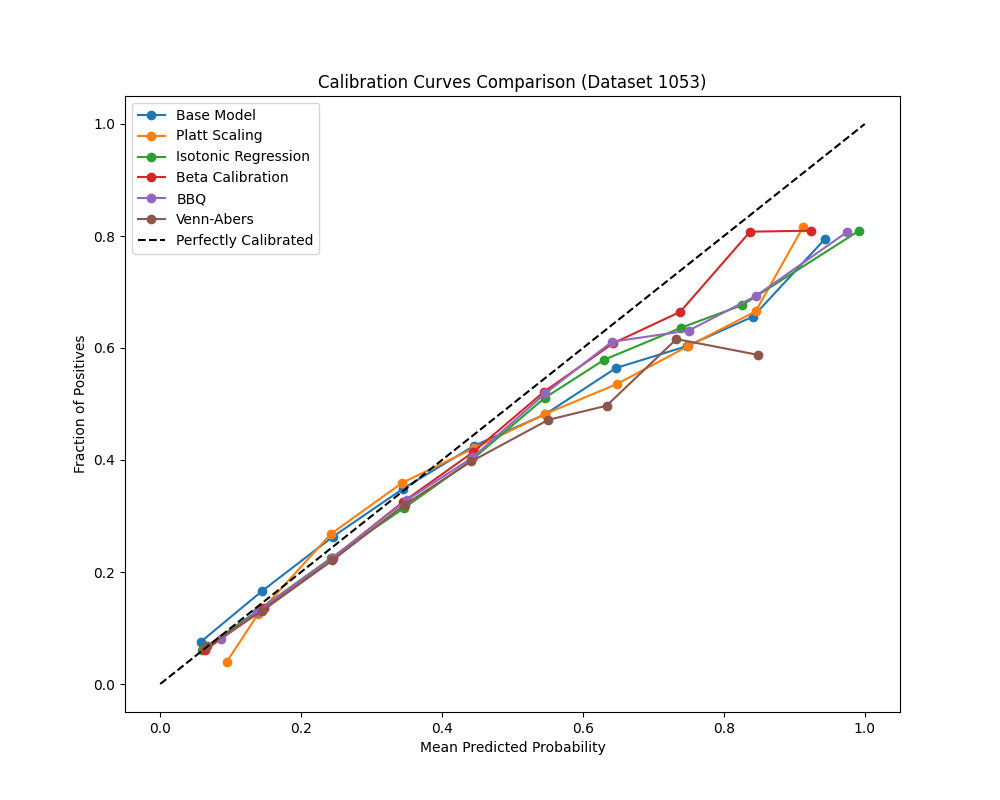 Calibration Curves Comparison (Dataset 1053)
Base Model
Platt Scaling
Isotonic Regression
Beta Calibration
BBQ
Venn-Abers
Perfectly Calibrated
Fraction of Positives
1.0
0.8
0.6
0.4
0.2
0.0
0.0 0.2 0.4 0.6 0.8 1.0
Mean Predicted Probability